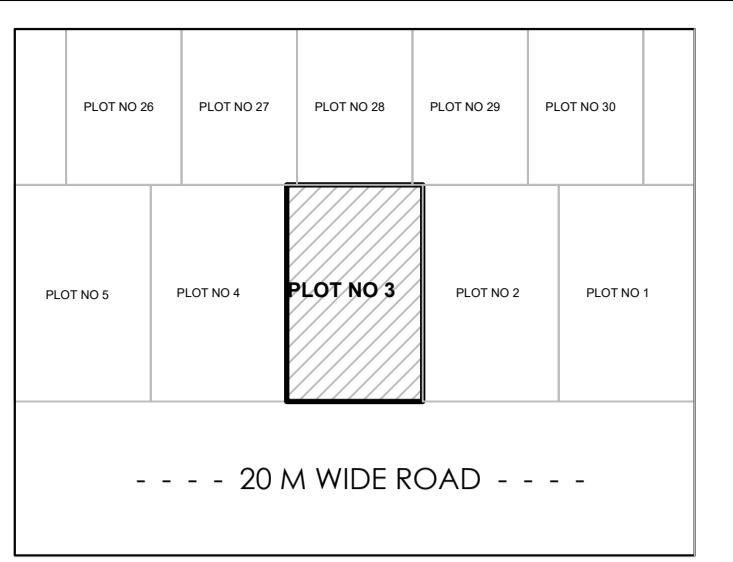 PLOT NO 26
PLOT NO 27
PLOT NO 28
PLOT NO 29
PLOT NO 30
PLOT NO 5
PLOT NO 4
PLOT NO 3
PLOT NO 2
PLOT NO 1
- - - - 20 M WIDE ROAD - - - -